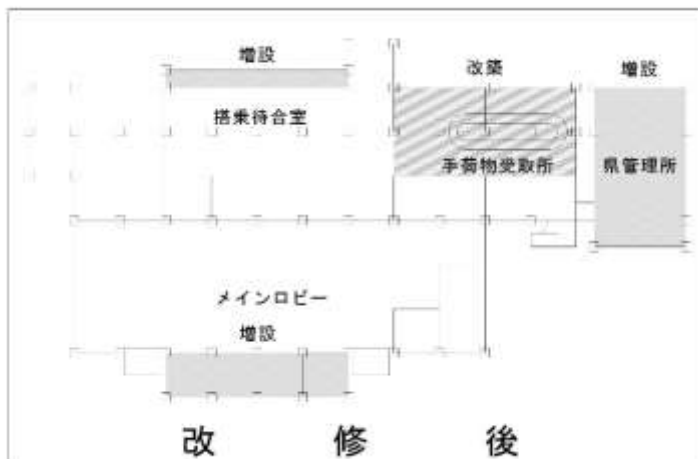 増設
改築
増設
搭乗待合室
手荷物受取所
県管理所
メインロビー
増設
改修後